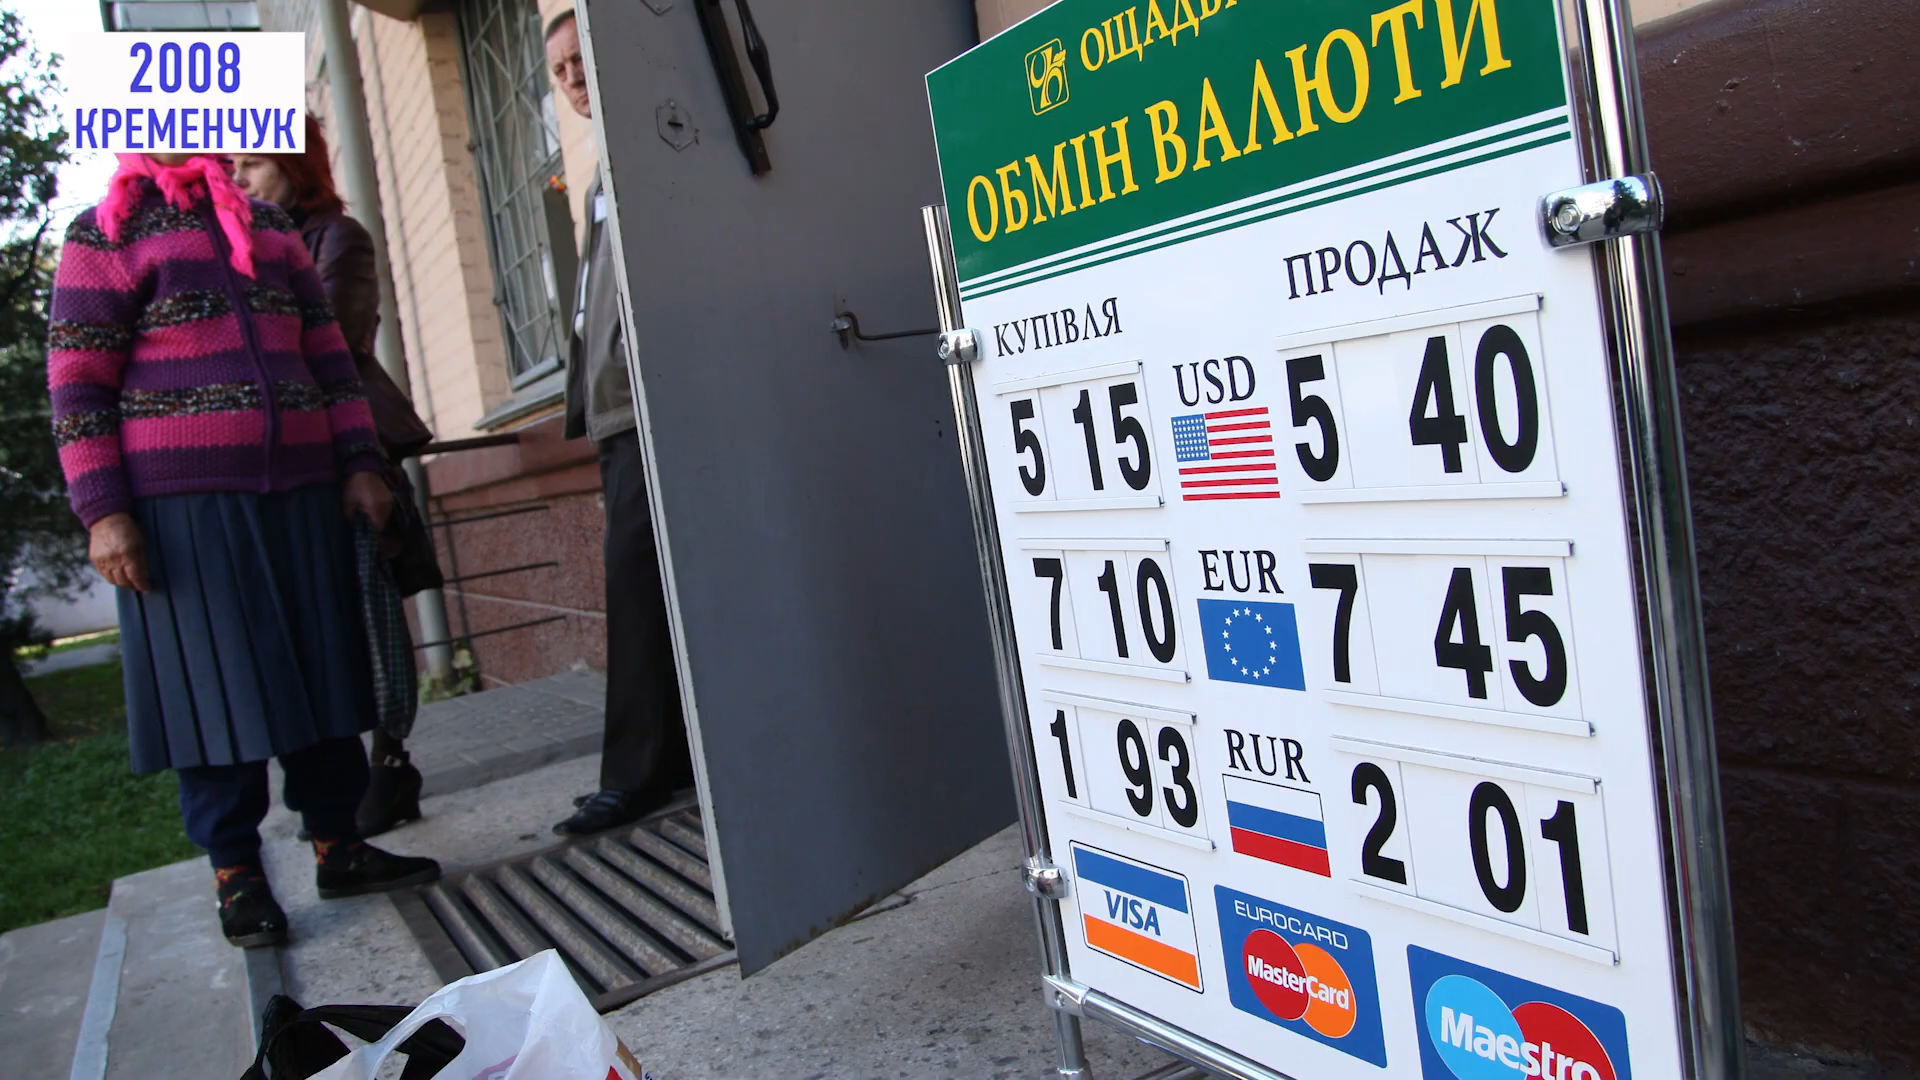 2008
КРЕМЕНЧУК
ОБМІН ВАЛЮТИ
КУПІВЛЯ ПРОДАЖ
5 15 USD 5 40
7 10 EUR 7 45
1 93 RUR 2 01
VISA
EUROCARD
MasterCard
Maestro